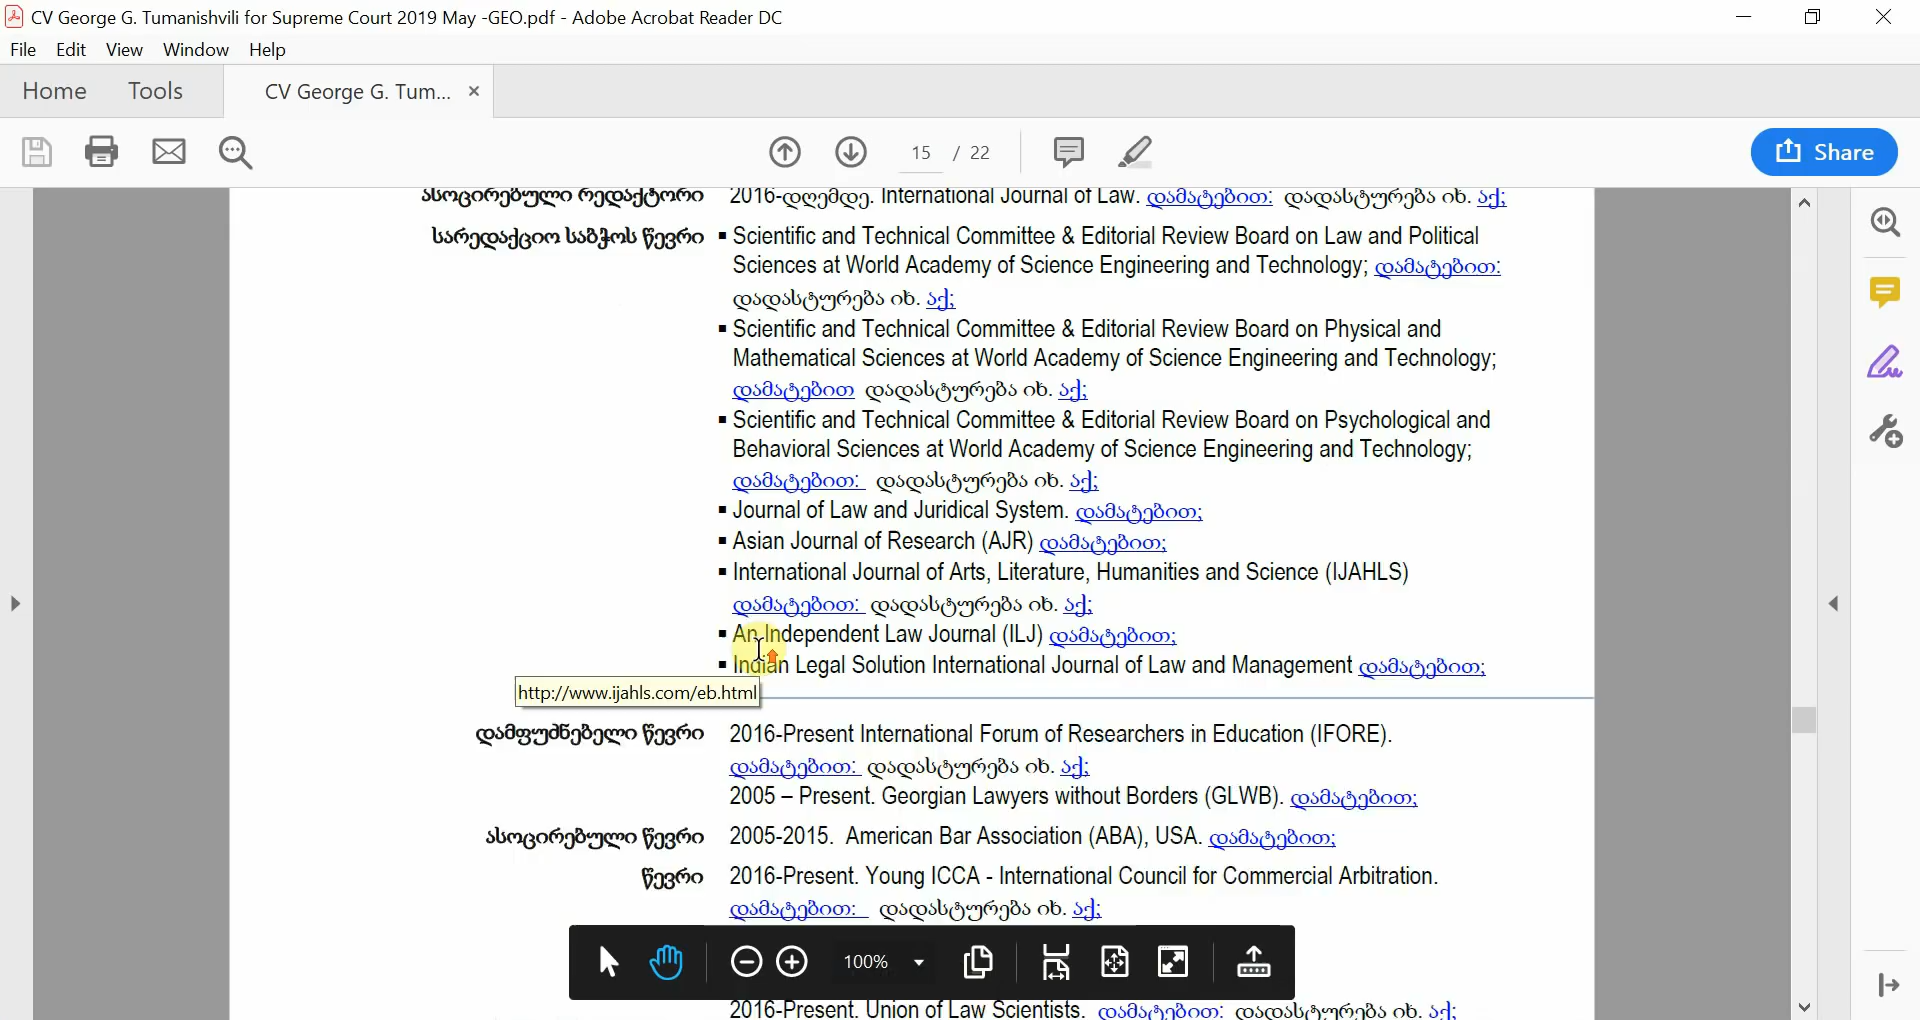 CV George G. Tumanishvili for Supreme Court 2019 May -GEO.pdf - Adobe Acrobat Reader DC
File Edit View Window Help
Home Tools CV George G. Tum... ×
15 / 22 Share
ასოცირებული რედაქტორი 2016-დღემდე. International Journal of Law. დამატებით: დადასტურება იხ. აქ;
სარედაქციო საბჭოს წევრი ▪ Scientific and Technical Committee & Editorial Review Board on Law and Political
Sciences at World Academy of Science Engineering and Technology; დამატებით:
დადასტურება იხ. აქ;
▪ Scientific and Technical Committee & Editorial Review Board on Physical and
Mathematical Sciences at World Academy of Science Engineering and Technology;
დამატებით დადასტურება იხ. აქ;
▪ Scientific and Technical Committee & Editorial Review Board on Psychological and
Behavioral Sciences at World Academy of Science Engineering and Technology;
დამატებით: დადასტურება იხ. აქ;
▪ Journal of Law and Juridical System. დამატებით;
▪ Asian Journal of Research (AJR) დამატებით;
▪ International Journal of Arts, Literature, Humanities and Science (IJAHLS)
დამატებით: დადასტურება იხ. აქ;
▪ An Independent Law Journal (ILJ) დამატებით;
▪ Indian Legal Solution International Journal of Law and Management დამატებით;
http://www.ijahls.com/eb.html
დამფუძნებელი წევრი 2016-Present International Forum of Researchers in Education (IFORE).
დამატებით: დადასტურება იხ. აქ;
2005 – Present. Georgian Lawyers without Borders (GLWB). დამატებით;
ასოცირებული წევრი 2005-2015. American Bar Association (ABA), USA. დამატებით;
წევრი 2016-Present. Young ICCA - International Council for Commercial Arbitration.
დამატებით: დადასტურება იხ. აქ;
100%
2016-Present. Union of Law Scientists. დამატებით: დადასტურება იხ. აქ;